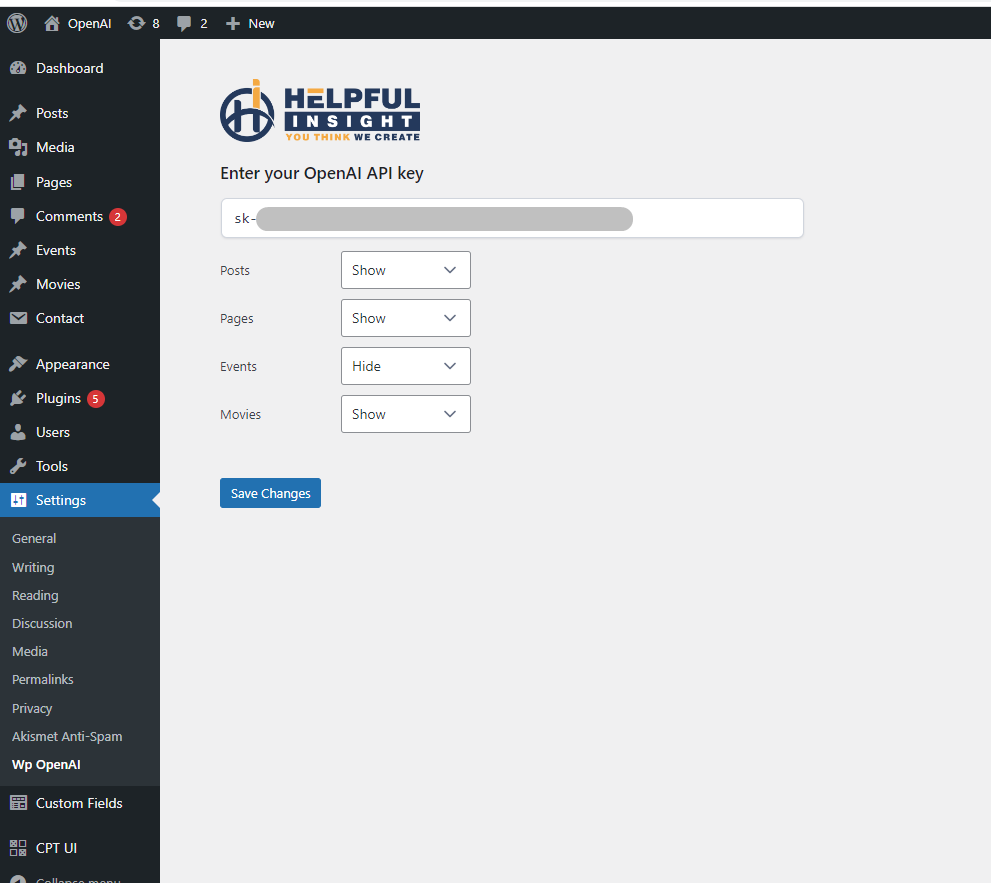 OpenAI 8 2 New
Dashboard
Posts
Media
Pages
Comments 2
Events
Movies
Contact
Appearance
Plugins 5
Users
Tools
Settings
General
Writing
Reading
Discussion
Media
Permalinks
Privacy
Akismet Anti-Spam
Wp OpenAI
Custom Fields
CPT UI
Collapse menu
HELPFUL
INSIGHT
YOU THINK WE CREATE
Enter your OpenAI API key
sk-
Posts Show
Pages Show
Events Hide
Movies Show
Save Changes